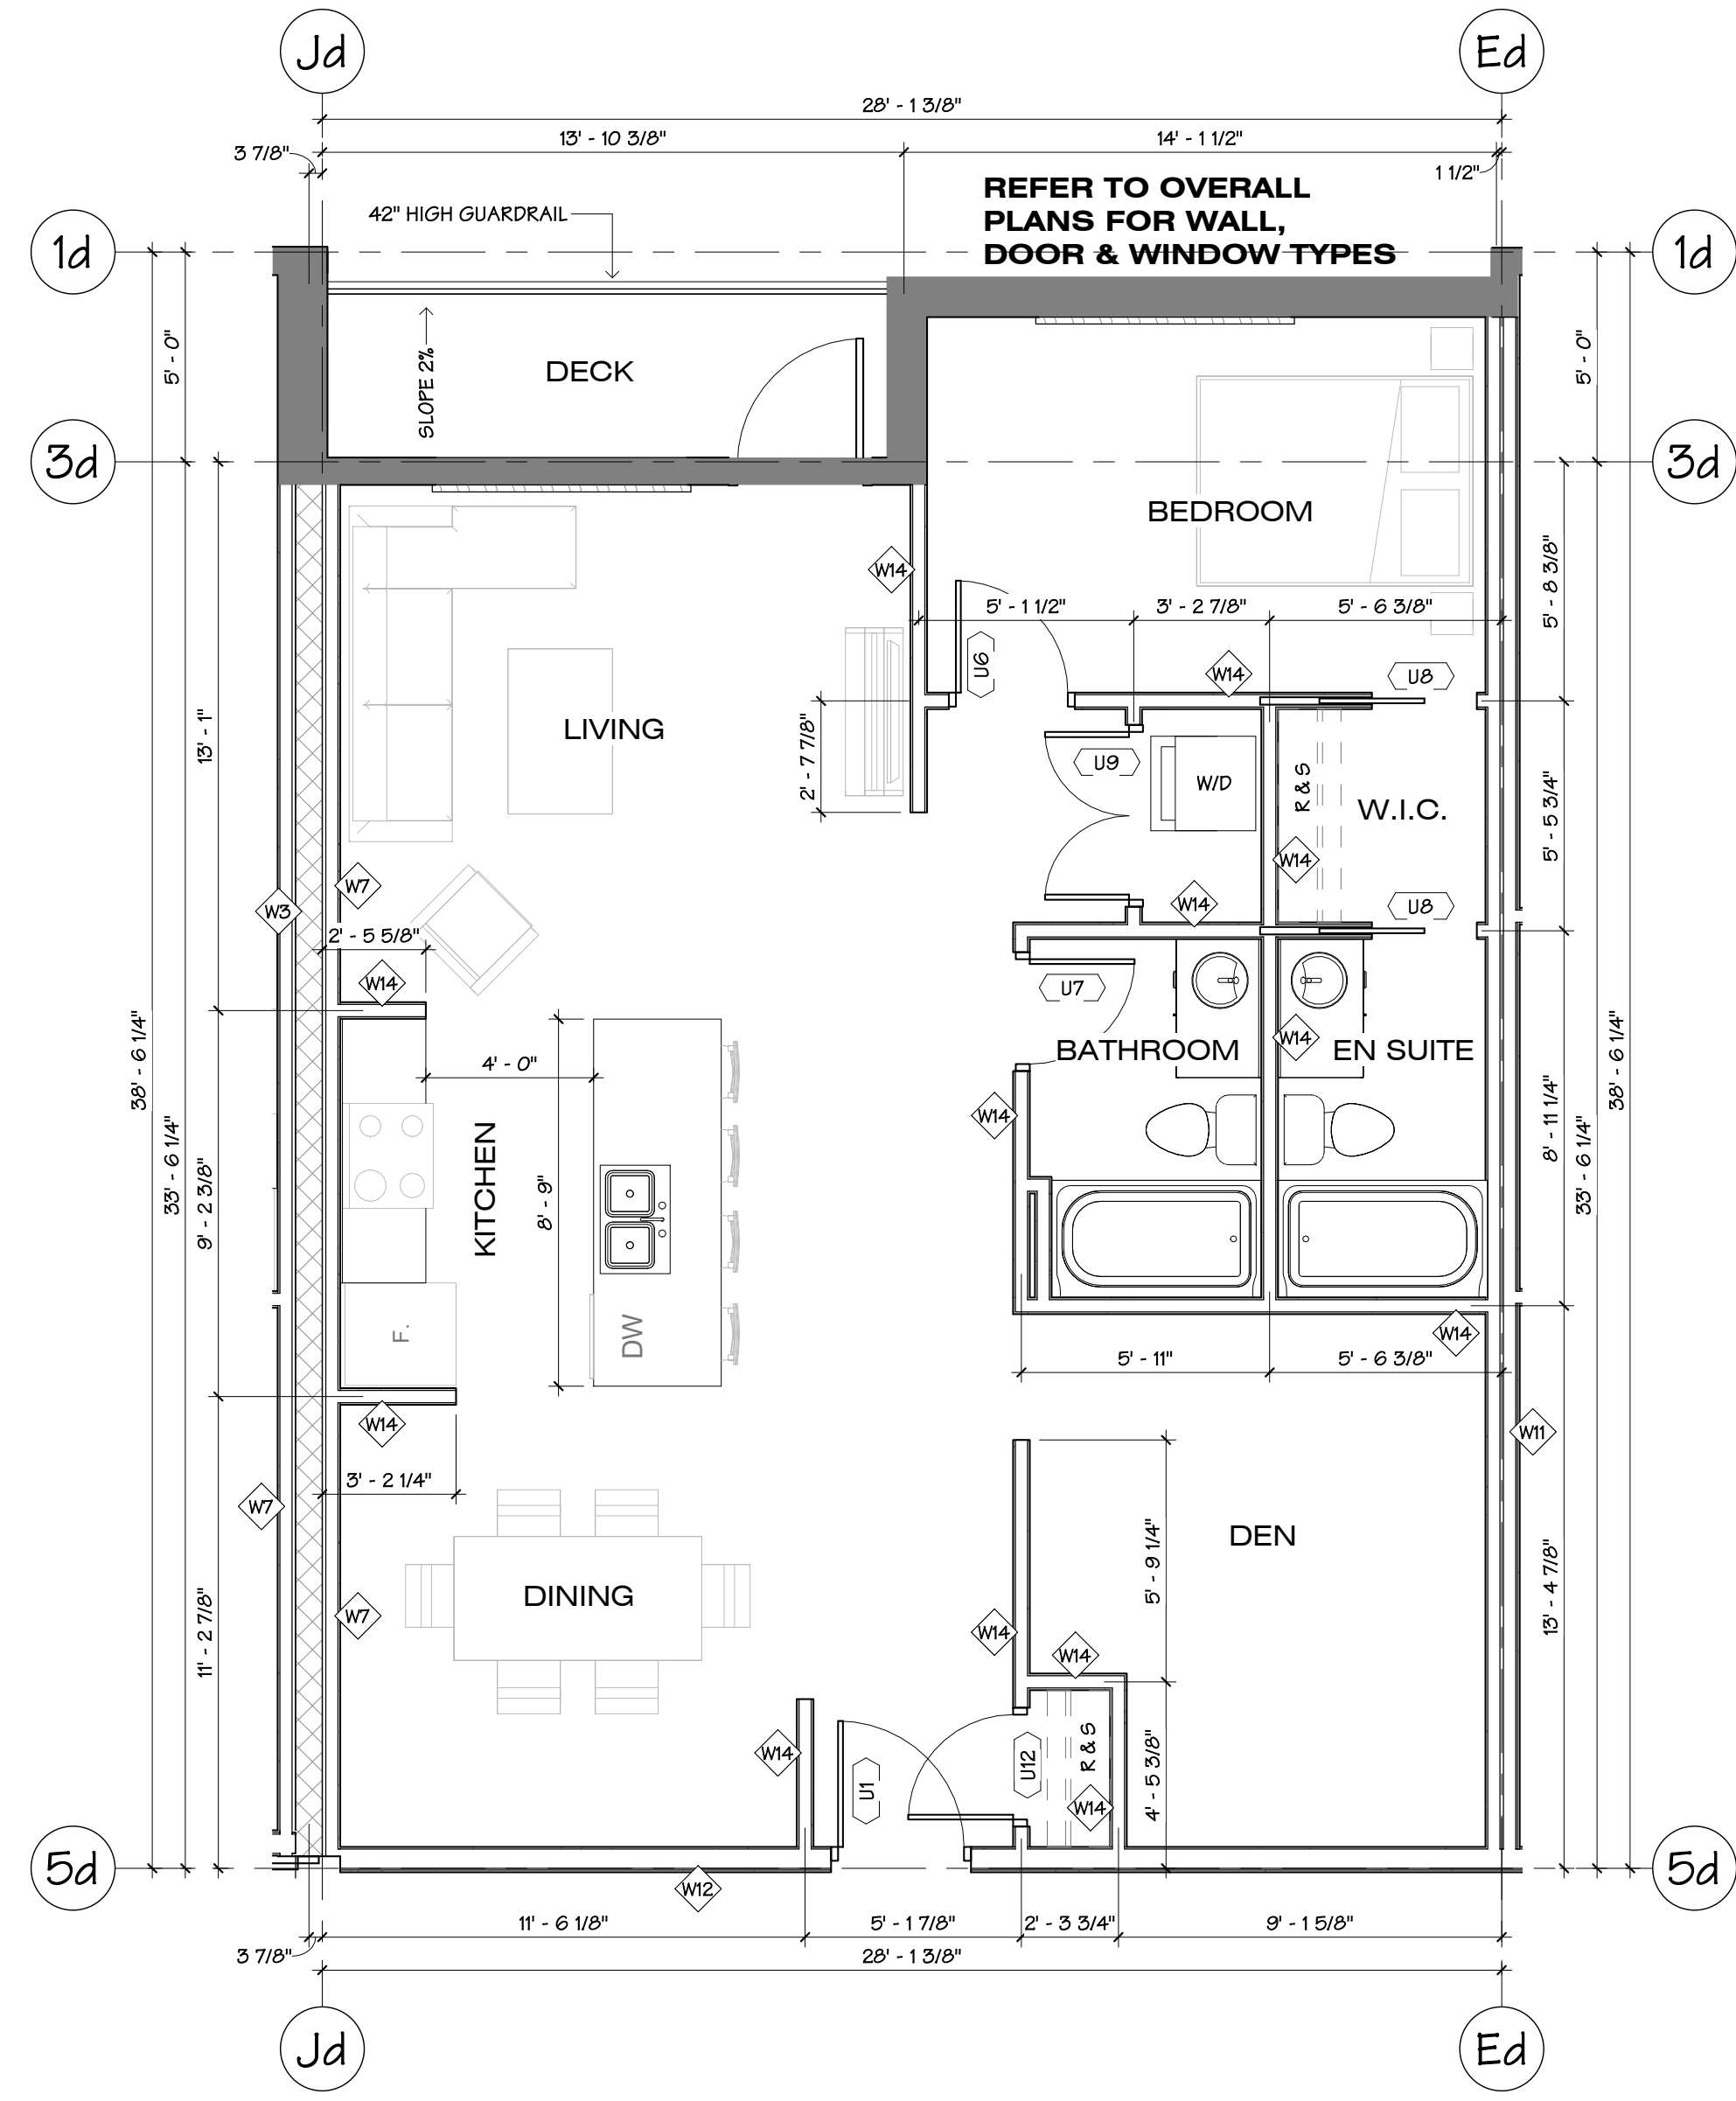 Jd
Ed
28' - 1 3/8"
13' - 10 3/8"
14' - 1 1/2"
3 7/8"
1 1/2"
REFER TO OVERALL
PLANS FOR WALL,
DOOR & WINDOW TYPES
42" HIGH GUARDRAIL
1d
1d
5' - 0"
SLOPE 2%
DECK
5' - 0"
3d
3d
BEDROOM
W14
5' - 8 3/8"
5' - 1 1/2"
3' - 2 7/8"
5' - 6 3/8"
U6
W14
U8
LIVING
13' - 1"
2' - 7 7/8"
U9
W/D
R & S
W.I.C.
5' - 5 3/4"
W14
W7
W3
W14
U8
2' - 5 5/8"
W14
U7
W14
BATHROOM
EN SUITE
38' - 6 1/4"
33' - 6 1/4"
9' - 2 3/8"
4' - 0"
KITCHEN
8' - 9"
W14
8' - 11 1/4"
33' - 6 1/4"
38' - 6 1/4"
F.
DW
W14
5' - 11"
5' - 6 3/8"
W14
W11
3' - 2 1/4"
W7
DEN
5' - 9 1/4"
13' - 4 7/8"
DINING
W7
11' - 2 7/8"
W14
W14
W14
U1
U12
R & S
W14
4' - 5 3/8"
5d
5d
W12
11' - 6 1/8"
5' - 1 7/8"
2' - 3 3/4"
9' - 1 5/8"
3 7/8"
28' - 1 3/8"
Jd
Ed